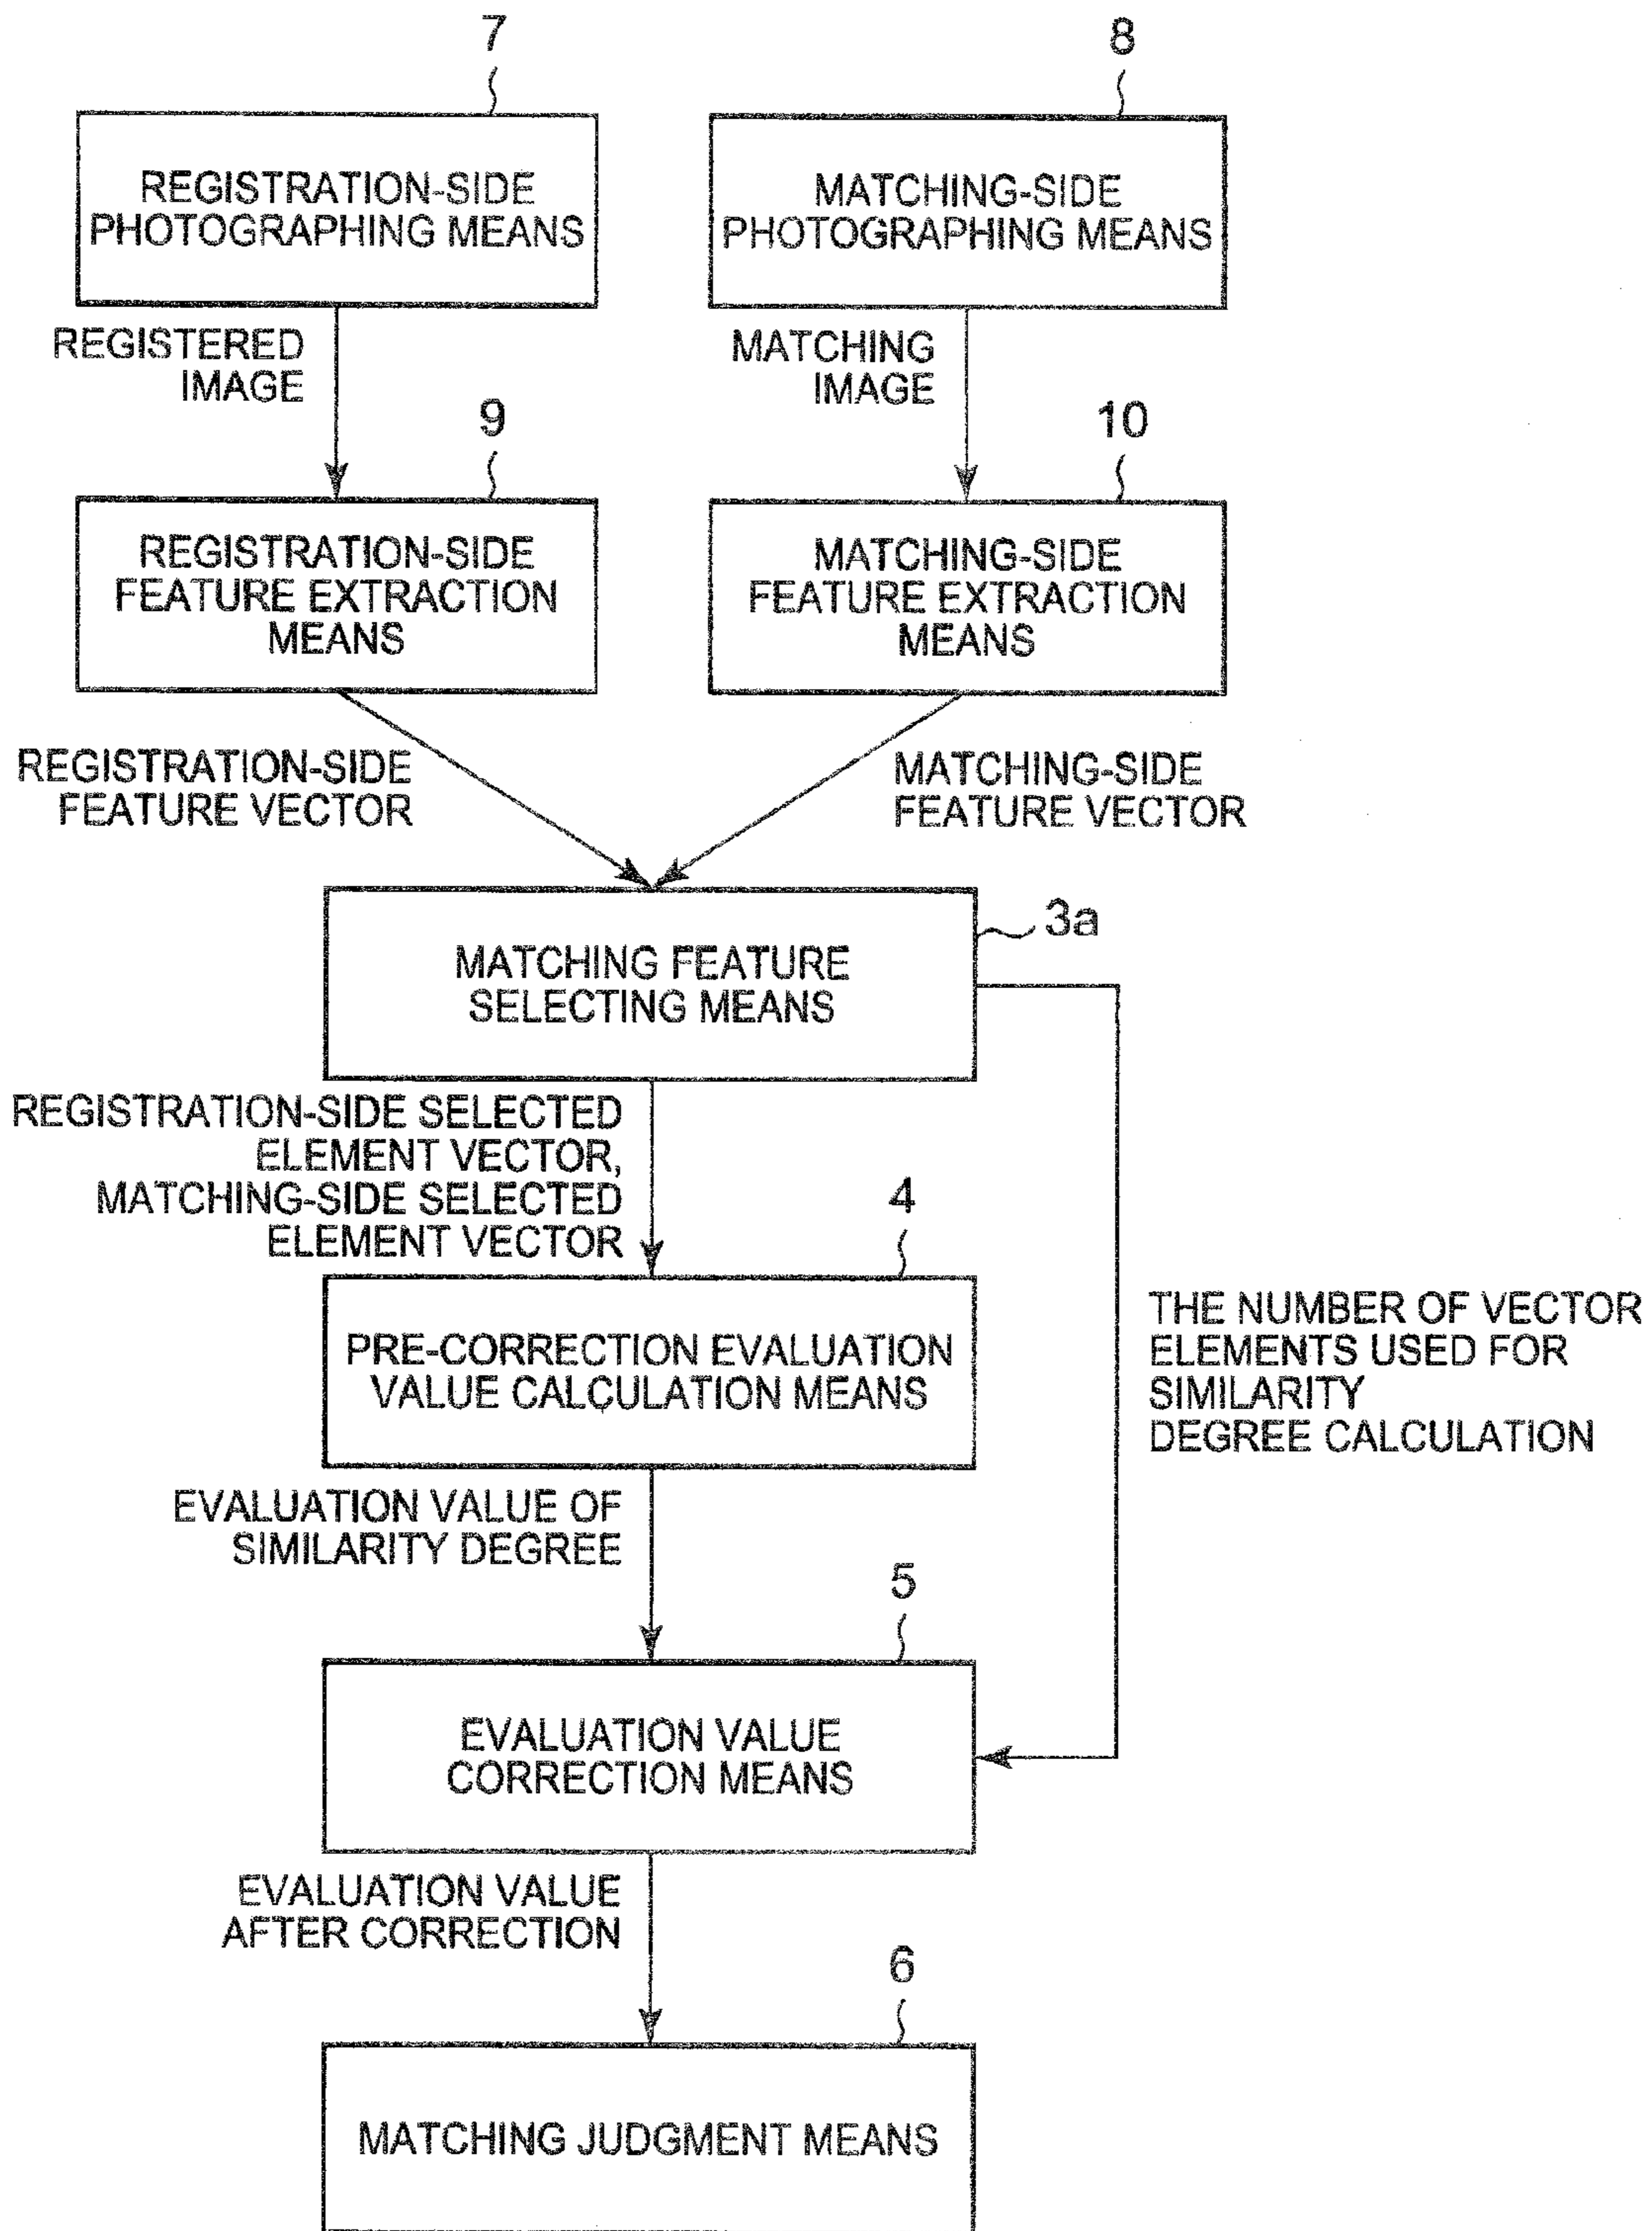 7
8
REGISTRATION-SIDE
PHOTOGRAPHING MEANS
MATCHING-SIDE
PHOTOGRAPHING MEANS
REGISTERED
IMAGE
MATCHING
IMAGE
9
10
REGISTRATION-SIDE
FEATURE EXTRACTION
MEANS
MATCHING-SIDE
FEATURE EXTRACTION
MEANS
REGISTRATION-SIDE
FEATURE VECTOR
MATCHING-SIDE
FEATURE VECTOR
3a
MATCHING FEATURE
SELECTING MEANS
REGISTRATION-SIDE SELECTED
ELEMENT VECTOR,
MATCHING-SIDE SELECTED
ELEMENT VECTOR
4
PRE-CORRECTION EVALUATION
VALUE CALCULATION MEANS
THE NUMBER OF VECTOR
ELEMENTS USED FOR
SIMILARITY
DEGREE CALCULATION
EVALUATION VALUE OF
SIMILARITY DEGREE
5
EVALUATION VALUE
CORRECTION MEANS
EVALUATION VALUE
AFTER CORRECTION
6
MATCHING JUDGMENT MEANS